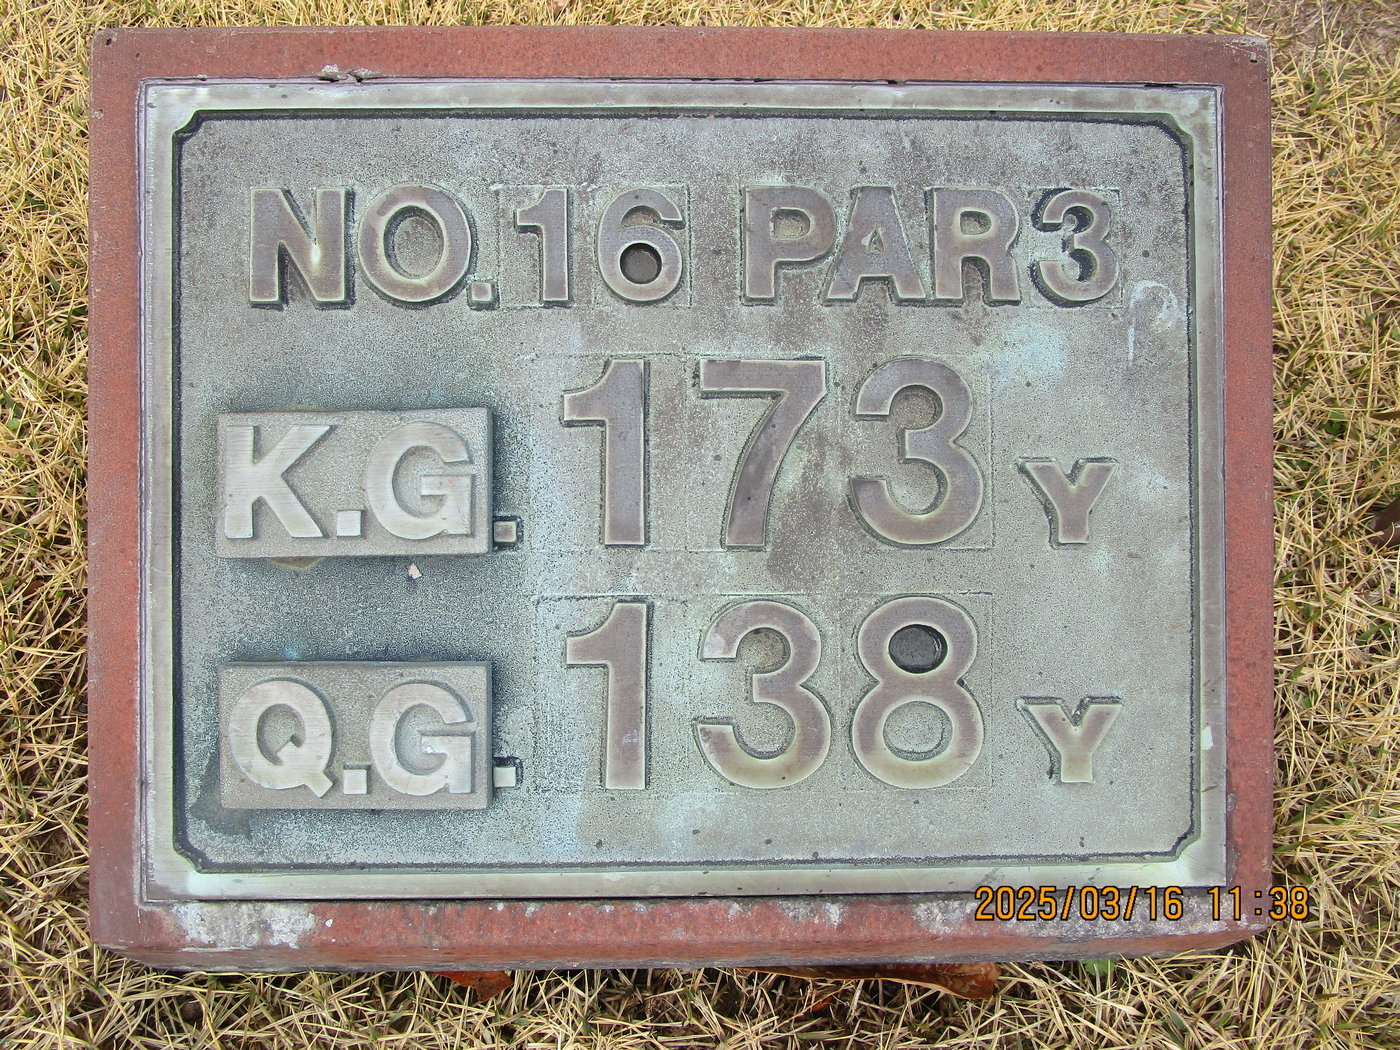 NO.16 PAR3
K.G. 173 Y
Q.G. 138 Y
2025/03/16 11:38